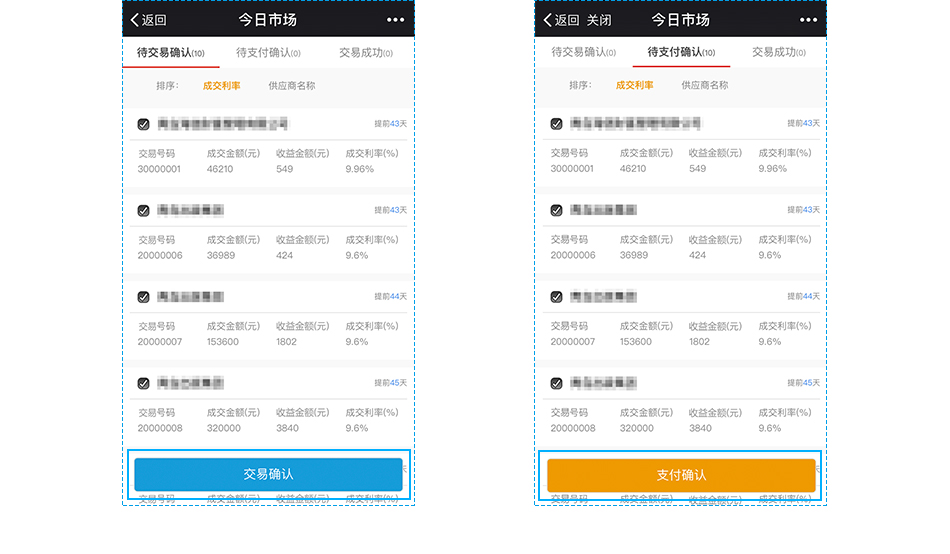 返回 今日市场
待交易确认(10) 待支付确认(0) 交易成功(0)
排序: 成交利率 供应商名称
提前43天
交易号码 成交金额(元) 收益金额(元) 成交利率(%)
30000001 46210 549 9.96%
提前43天
交易号码 成交金额(元) 收益金额(元) 成交利率(%)
20000006 36989 424 9.6%
提前44天
交易号码 成交金额(元) 收益金额(元) 成交利率(%)
20000007 153600 1802 9.6%
提前45天
交易号码 成交金额(元) 收益金额(元) 成交利率(%)
20000008 320000 3840 9.6%
交易确认
交易号码 成交金额(元) 收益金额(元) 成交利率(%)
返回 关闭 今日市场
待交易确认(0) 待支付确认(10) 交易成功(0)
排序: 成交利率 供应商名称
提前43天
交易号码 成交金额(元) 收益金额(元) 成交利率(%)
30000001 46210 549 9.96%
提前43天
交易号码 成交金额(元) 收益金额(元) 成交利率(%)
20000006 36989 424 9.6%
提前44天
交易号码 成交金额(元) 收益金额(元) 成交利率(%)
20000007 153600 1802 9.6%
提前45天
交易号码 成交金额(元) 收益金额(元) 成交利率(%)
20000008 320000 3840 9.6%
支付确认
交易号码 成交金额(元) 收益金额(元) 成交利率(%)